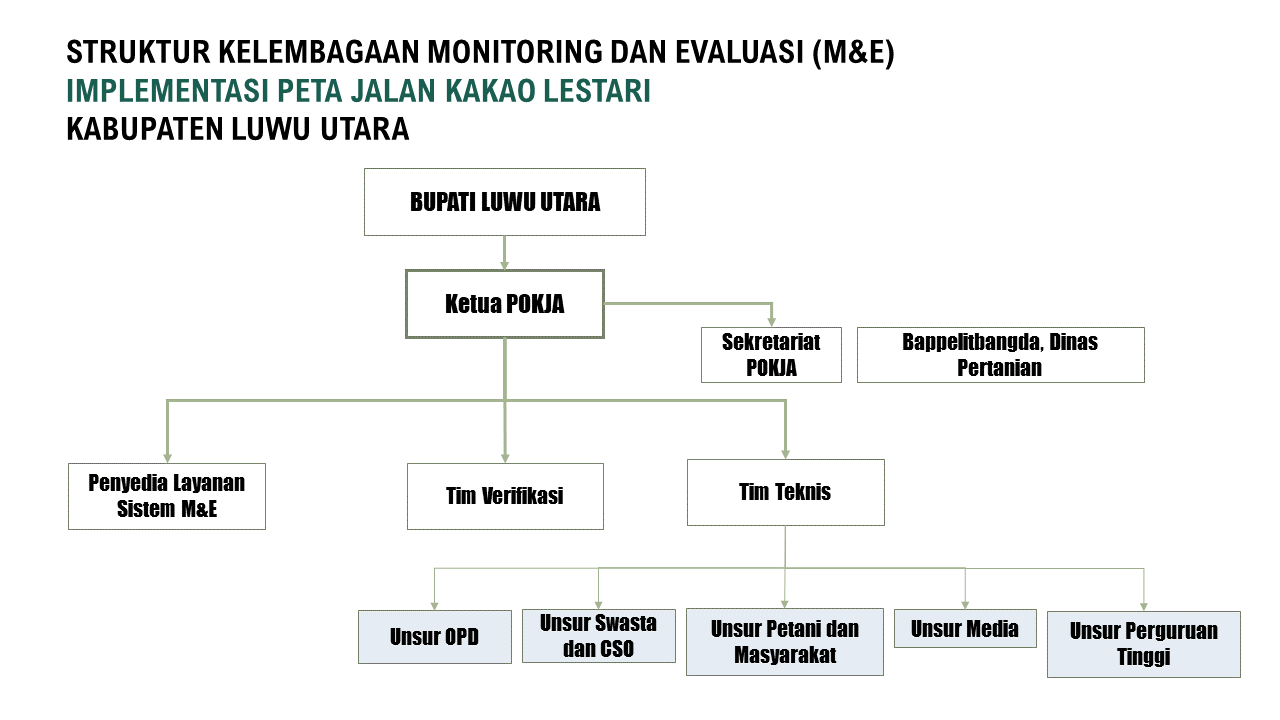 STRUKTUR KELEMBAGAAN MONITORING DAN EVALUASI (M&E)
IMPLEMENTASI PETA JALAN KAKAO LESTARI
KABUPATEN LUWU UTARA
BUPATI LUWU UTARA
Ketua POKJA
Sekretariat
POKJA
Bappelitbangda, Dinas
Pertanian
Penyedia Layanan
Sistem M&E
Tim Verifikasi
Tim Teknis
Unsur OPD
Unsur Swasta
dan CSO
Unsur Petani dan
Masyarakat
Unsur Media
Unsur Perguruan
Tinggi